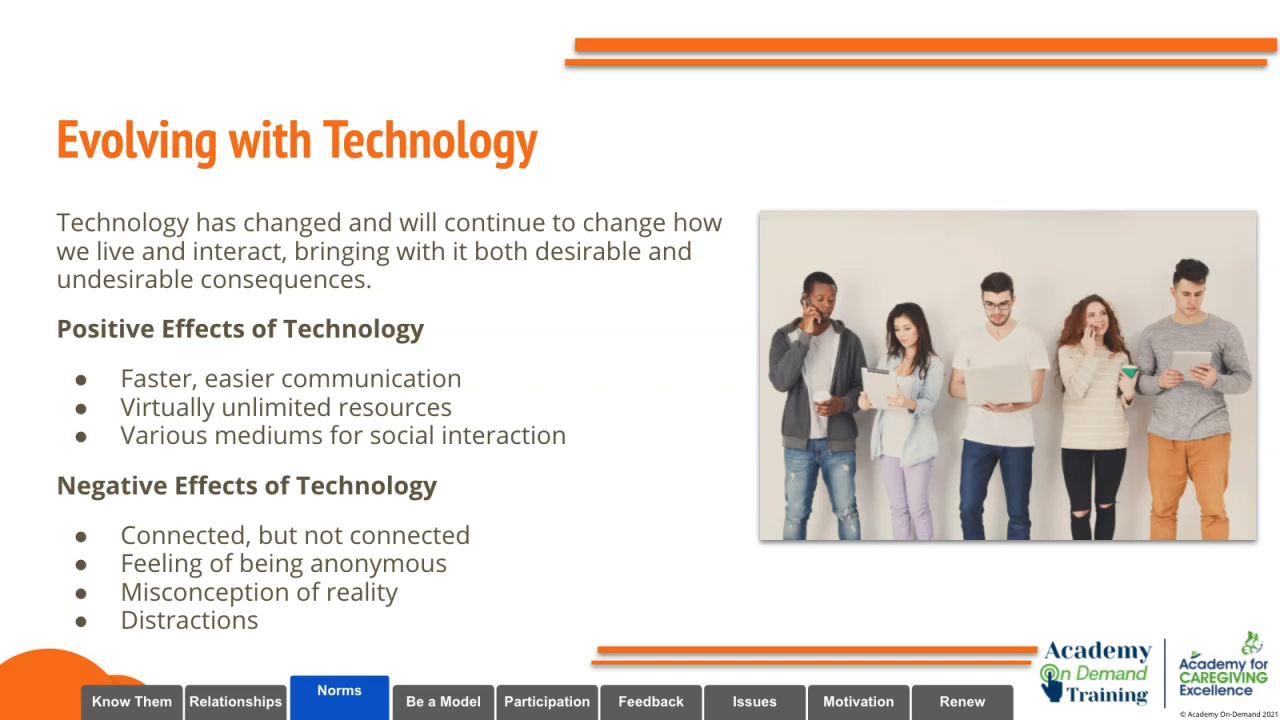 Evolving with Technology
Technology has changed and will continue to change how
we live and interact, bringing with it both desirable and
undesirable consequences.
Positive Effects of Technology
● Faster, easier communication
● Virtually unlimited resources
● Various mediums for social interaction
Negative Effects of Technology
● Connected, but not connected
● Feeling of being anonymous
● Misconception of reality
● Distractions
Academy
On Demand
Training
Academy for
CAREGIVING
Excellence
Know Them
Relationships
Norms
Be a Model
Participation
Feedback
Issues
Motivation
Renew
© Academy On-Demand 2021